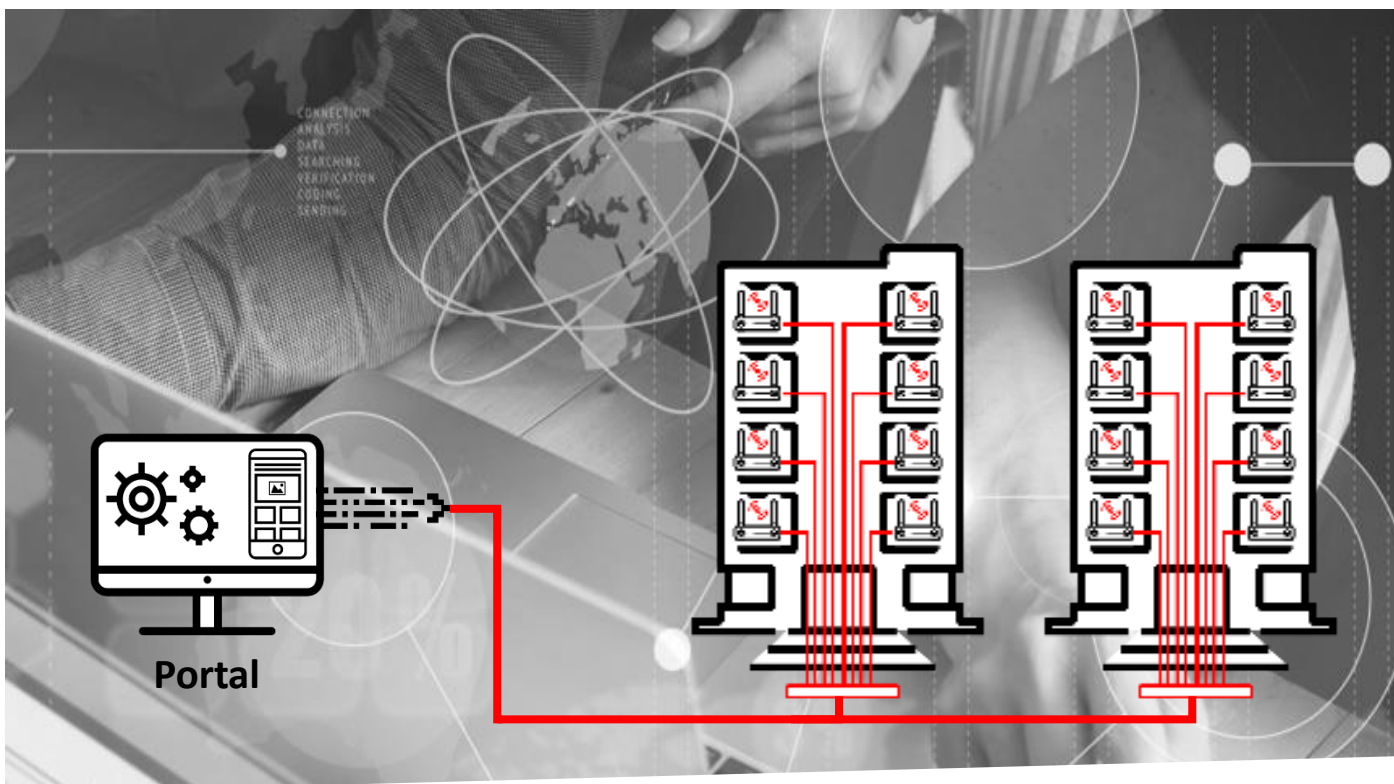 CONNECTION
ANALYSIS
DATA
SEARCHING
VERIFICATION
CODING
SENDING
Portal